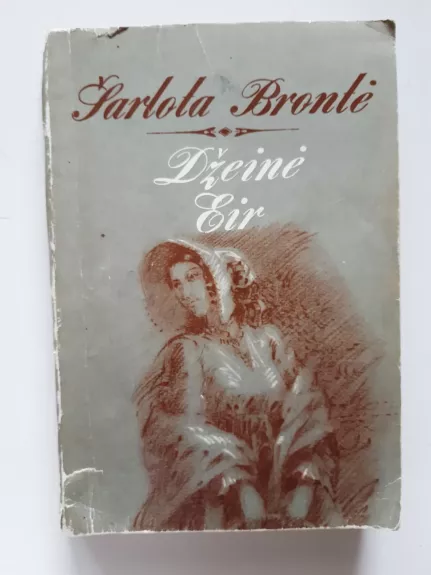 Šarlota Brontė
Džeinė
Eir